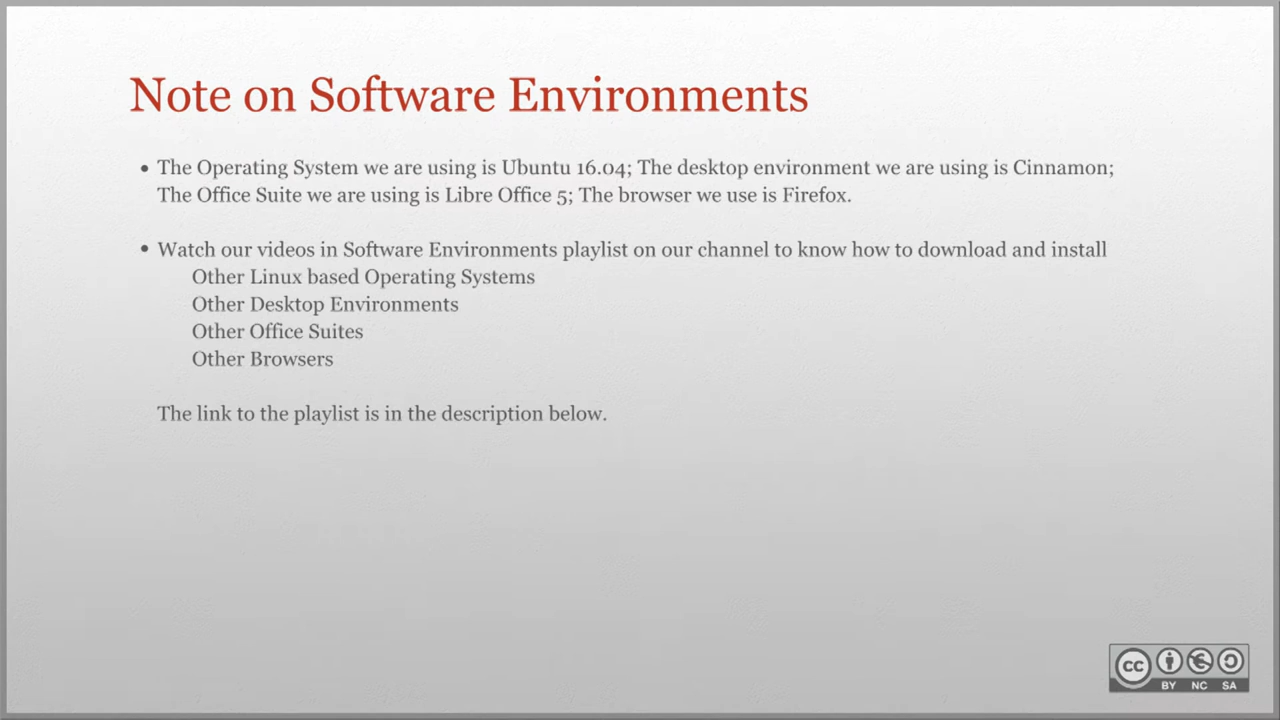 Note on Software Environments
• The Operating System we are using is Ubuntu 16.04; The desktop environment we are using is Cinnamon;
The Office Suite we are using is Libre Office 5; The browser we use is Firefox.
• Watch our videos in Software Environments playlist on our channel to know how to download and install
Other Linux based Operating Systems
Other Desktop Environments
Other Office Suites
Other Browsers
The link to the playlist is in the description below.
CC
BY NC SA